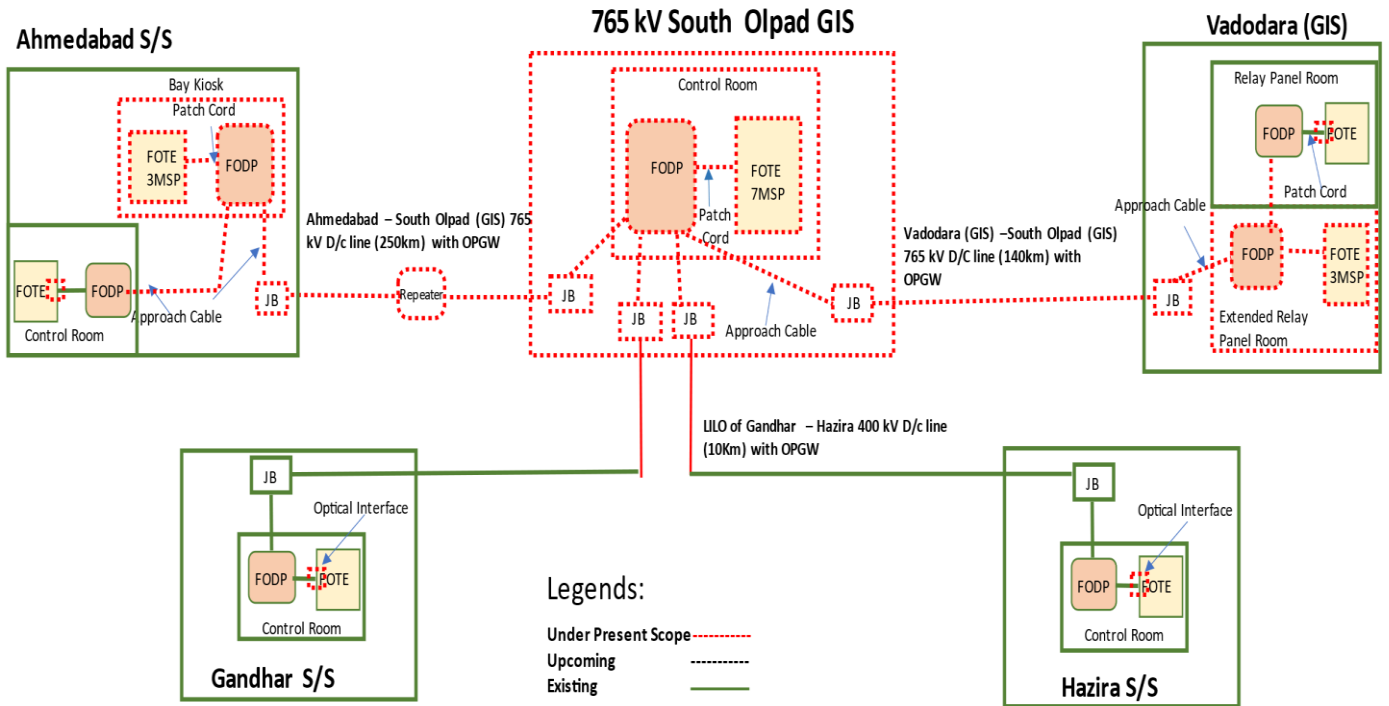 765 kV South Olpad GIS
Ahmedabad S/S
Vadodara (GIS)
Bay Kiosk
Patch Cord
FOTE
3MSP
FODP
FOTE
FODP
Control Room
Approach Cable
JB
Ahmedabad – South Olpad (GIS) 765
kV D/c line (250km) with OPGW
Repeater
Control Room
FODP
FOTE
7MSP
Patch
Cord
JB
JB
JB
JB
Approach Cable
Vadodara (GIS) –South Olpad (GIS)
765 kV D/C line (140km) with
OPGW
Relay Panel Room
FODP
FOTE
Patch Cord
Approach Cable
FODP
FOTE
3MSP
JB
Extended Relay
Panel Room
LILO of Gandhar – Hazira 400 kV D/c line
(10Km) with OPGW
JB
Optical Interface
FODP
FOTE
Control Room
Gandhar S/S
Legends:
Under Present Scope
Upcoming
Existing
JB
Optical Interface
FODP
FOTE
Control Room
Hazira S/S